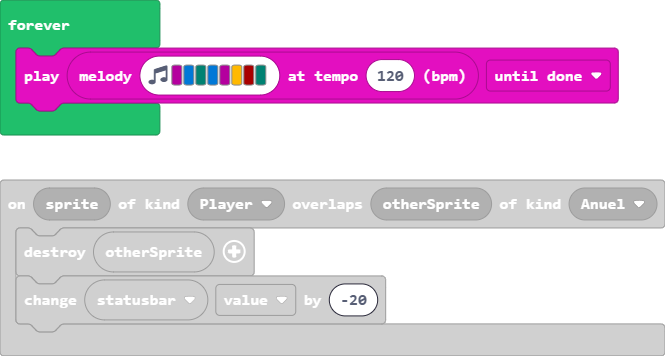 forever
play melody at tempo 120 (bpm) until done
on sprite of kind Player overlaps otherSprite of kind Anuel
destroy otherSprite
change statusbar value by -20